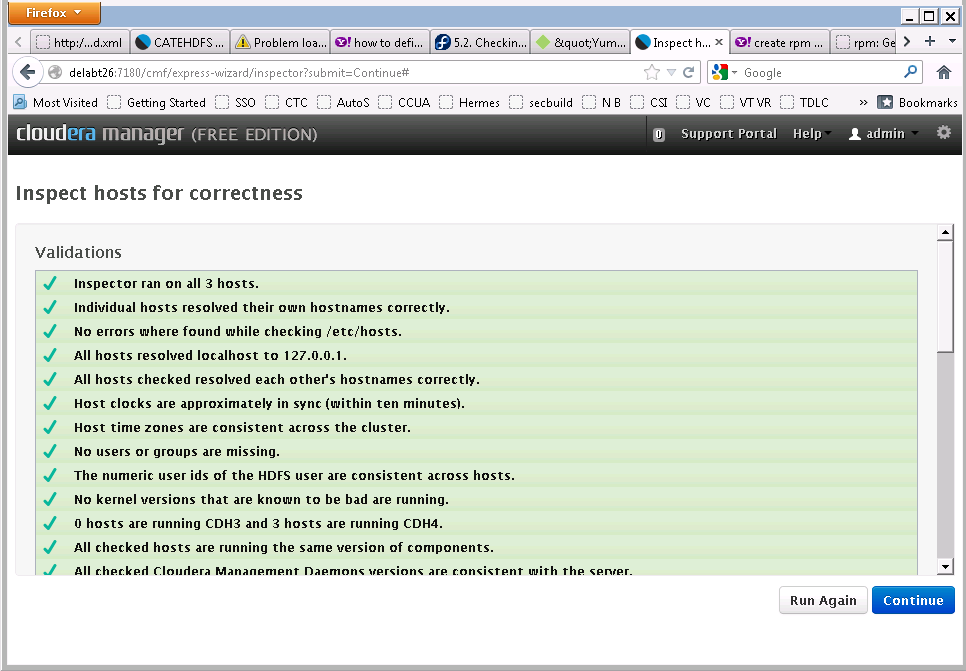 Firefox
http:/...d.xml CATEHDFS ... Problem loa... how to defi... 5.2. Checkin... &quot;Yum... Inspect h... create rpm ... rpm: Ge
delabt26:7180/cmf/express-wizard/inspector?submit=Continue# Google
Most Visited Getting Started SSO CTC AutoS CCUA Hermes secbuild N B CSI VC VT VR TDLC » Bookmarks
cloudera manager (FREE EDITION) 0 Support Portal Help admin
Inspect hosts for correctness
Validations
Inspector ran on all 3 hosts.
Individual hosts resolved their own hostnames correctly.
No errors where found while checking /etc/hosts.
All hosts resolved localhost to 127.0.0.1.
All hosts checked resolved each other's hostnames correctly.
Host clocks are approximately in sync (within ten minutes).
Host time zones are consistent across the cluster.
No users or groups are missing.
The numeric user ids of the HDFS user are consistent across hosts.
No kernel versions that are known to be bad are running.
0 hosts are running CDH3 and 3 hosts are running CDH4.
All checked hosts are running the same version of components.
All checked Cloudera Management Daemons versions are consistent with the server.
Run Again Continue